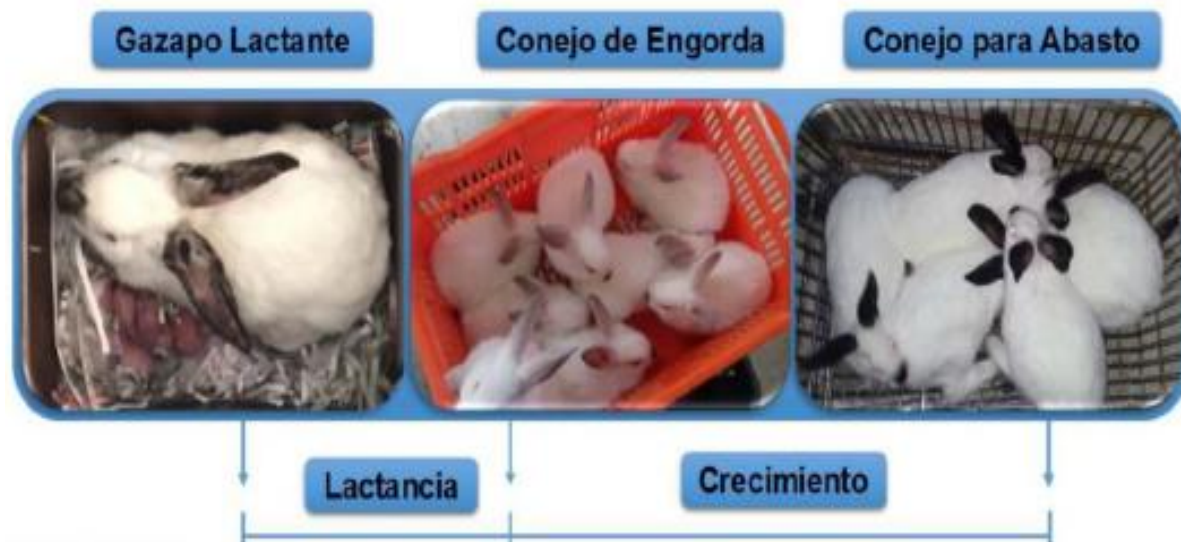 Gazapo Lactante
Conejo de Engorda
Conejo para Abasto
Lactancia
Crecimiento